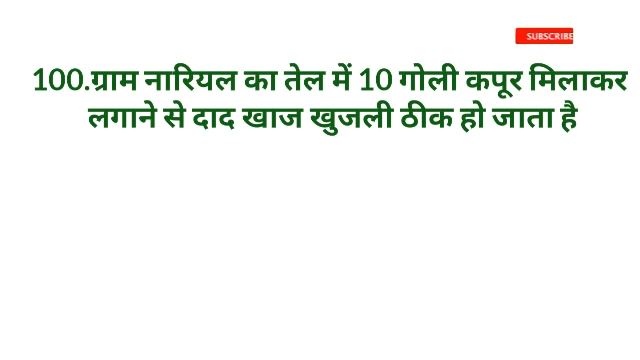 SUBSCRIBE
100.ग्राम नारियल का तेल में 10 गोली कपूर मिलाकर
लगाने से दाद खाज खुजली ठीक हो जाता है